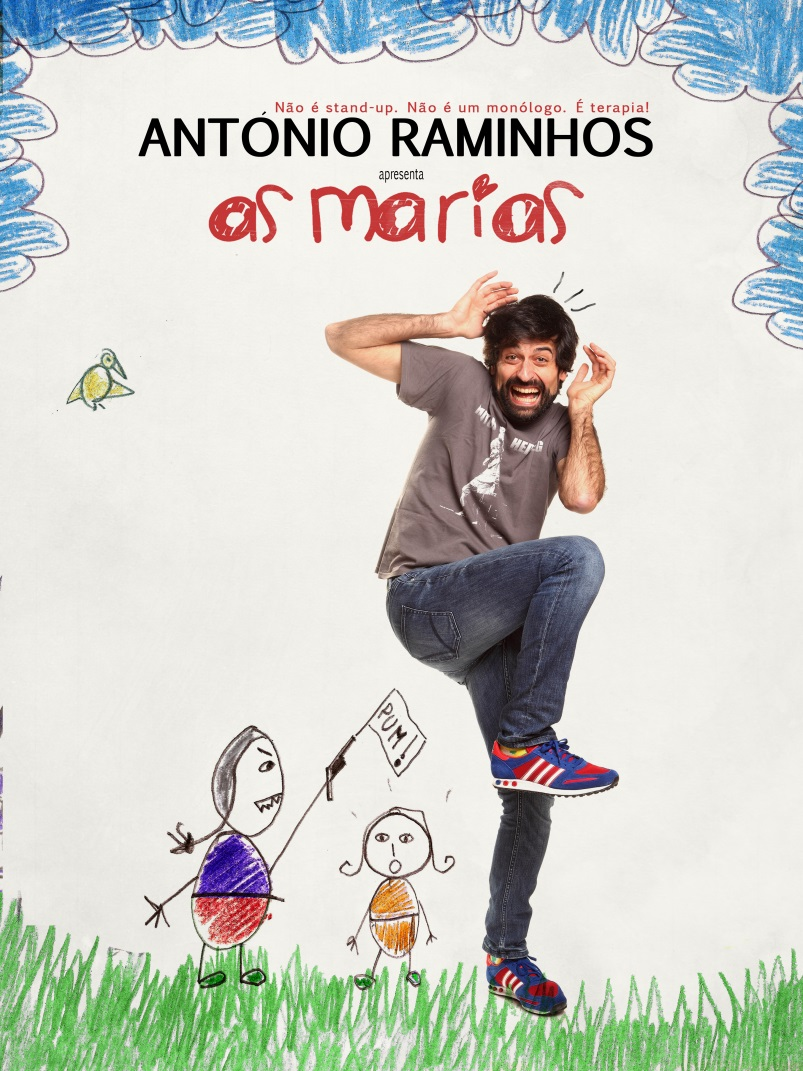 Não é stand-up. Não é um monólogo. É terapia!
ANTÓNIO RAMINHOS
apresenta
as marias
PUM!